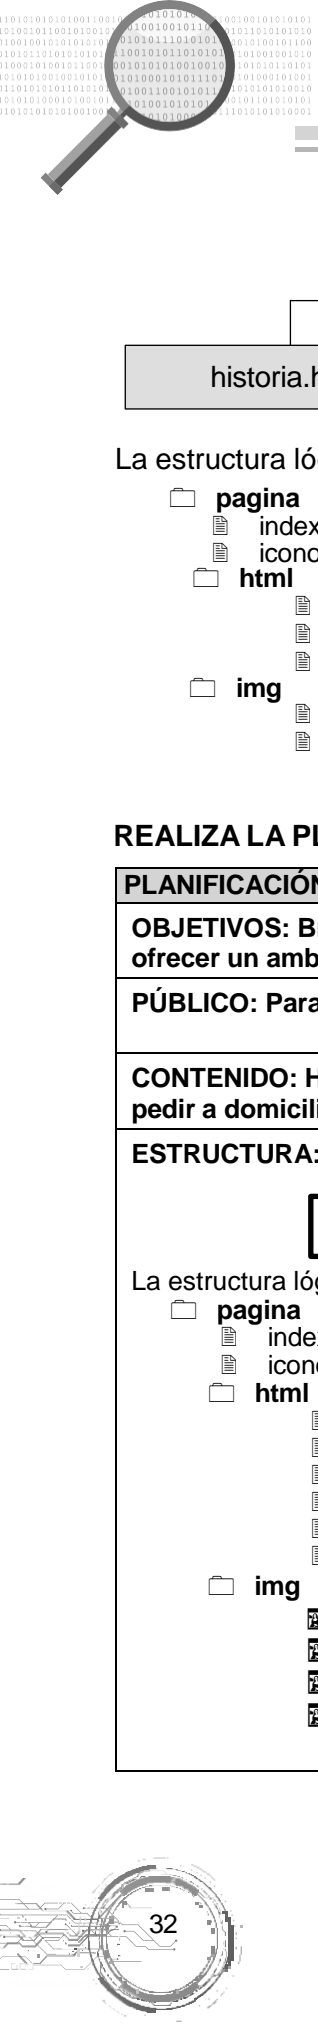 historia.h
La estructura ló
pagina
index
icono
html
img
REALIZA LA PL
PLANIFICACIÓN
OBJETIVOS: B
ofrecer un amb
PÚBLICO: Para
CONTENIDO: H
pedir a domicili
ESTRUCTURA:
La estructura lóg
pagina
inde
icono
html
img
32